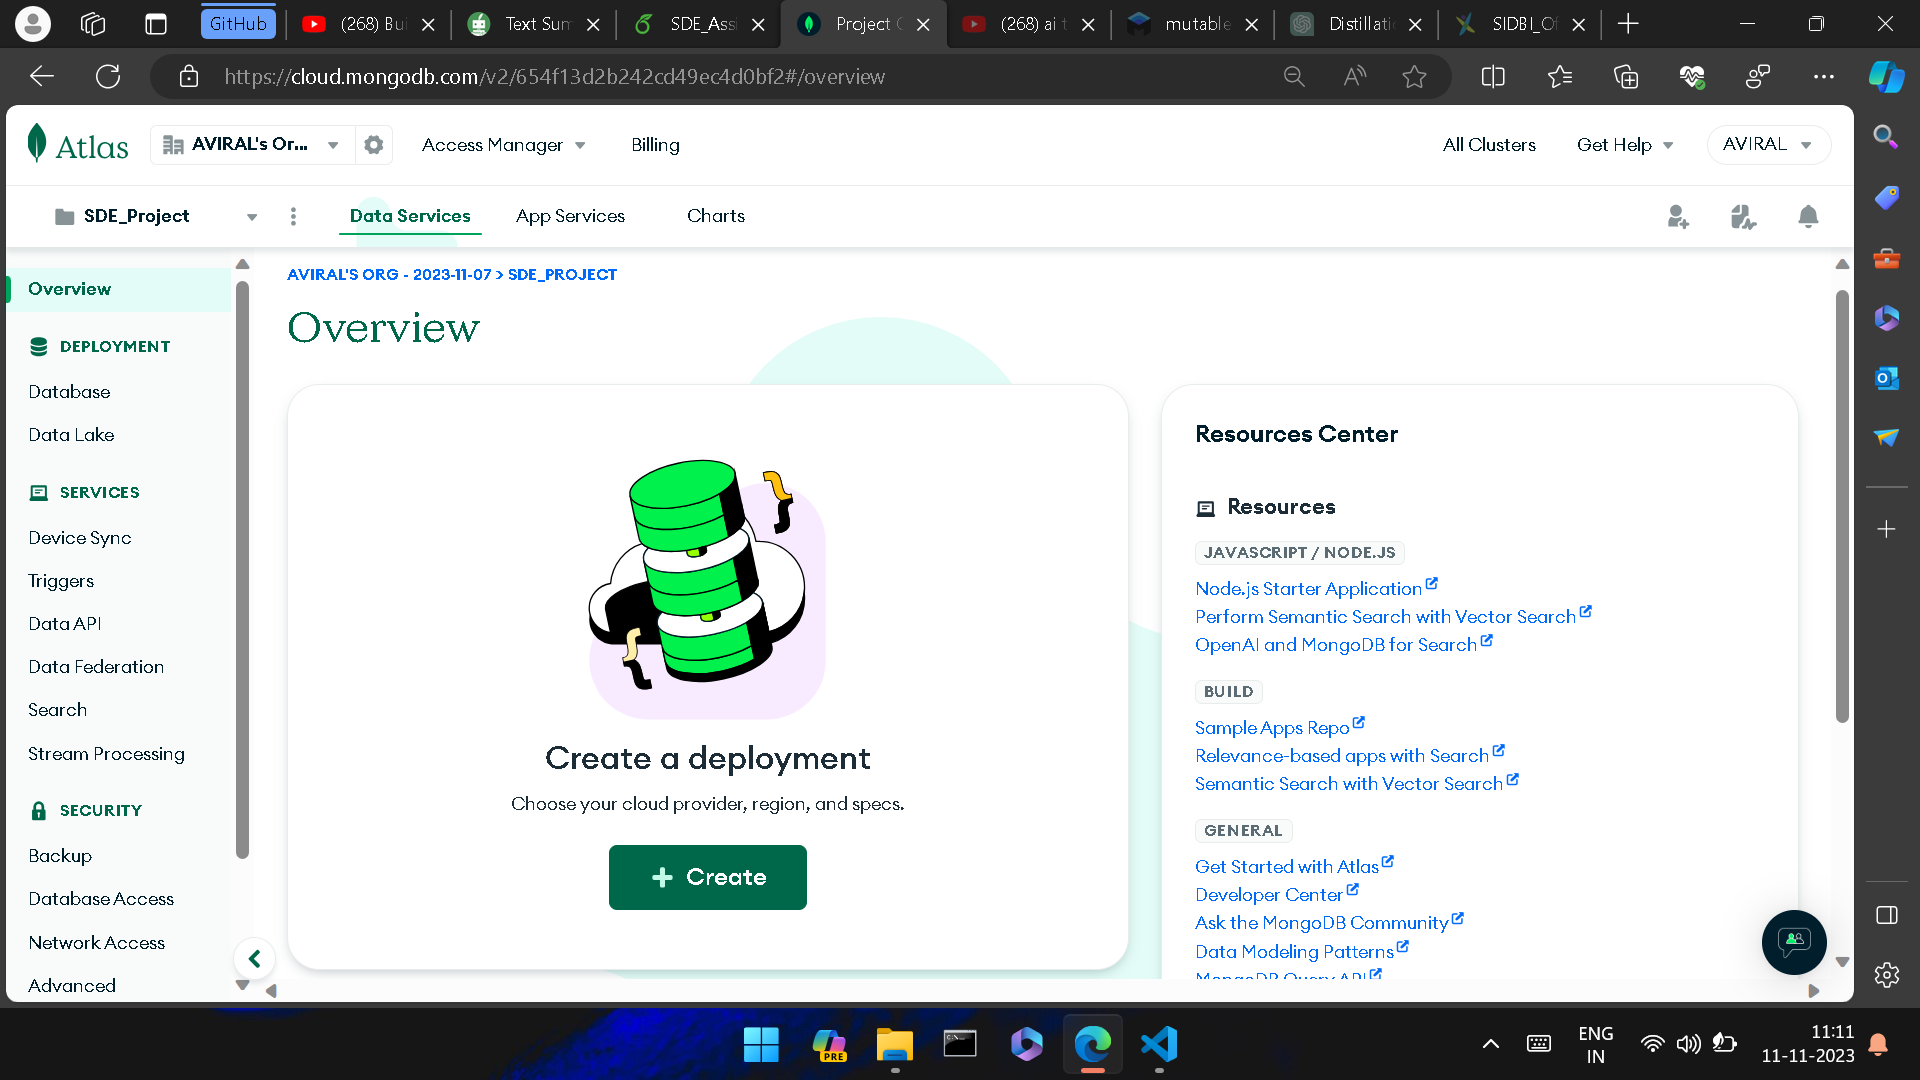 GitHub
(268) Bui
Text Sum
SDE_Assi
Project O
(268) ai t
mutable
Distillatio
SIDBI_Of
https://cloud.mongodb.com/v2/654f13d2b242cd49ec4d0bf2#/overview
Atlas
AVIRAL's Or...
Access Manager
Billing
All Clusters
Get Help
AVIRAL
SDE_Project
Data Services
App Services
Charts
Overview
DEPLOYMENT
Database
Data Lake
SERVICES
Device Sync
Triggers
Data API
Data Federation
Search
Stream Processing
SECURITY
Backup
Database Access
Network Access
Advanced
AVIRAL'S ORG - 2023-11-07 > SDE_PROJECT
Overview
Create a deployment
Choose your cloud provider, region, and specs.
+ Create
Resources Center
Resources
JAVASCRIPT / NODE.JS
Node.js Starter Application
Perform Semantic Search with Vector Search
OpenAI and MongoDB for Search
BUILD
Sample Apps Repo
Relevance-based apps with Search
Semantic Search with Vector Search
GENERAL
Get Started with Atlas
Developer Center
Ask the MongoDB Community
Data Modeling Patterns
MongoDB Query API
PRE
ENG
IN
11:11
11-11-2023